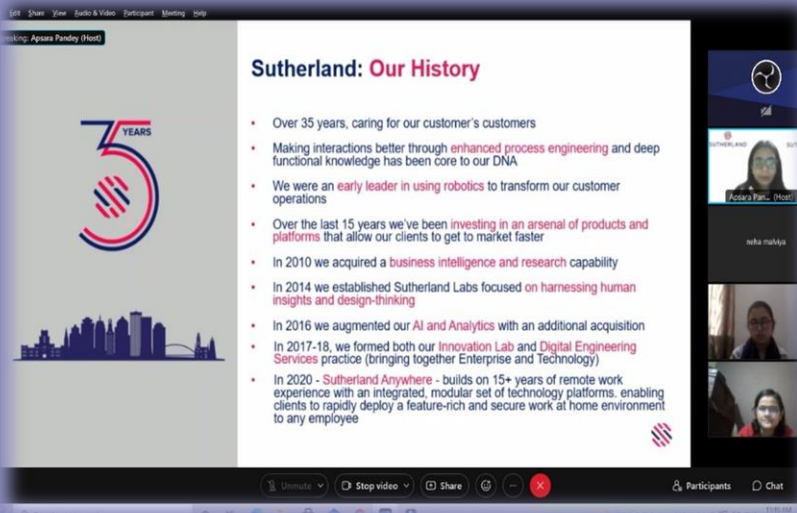 Edit Share View Audio & Video Participant Meeting Help
Speaking: Apsara Pandey (Host)
35 YEARS
Sutherland: Our History
• Over 35 years, caring for our customer's customers
• Making interactions better through enhanced process engineering and deep
functional knowledge has been core to our DNA
• We were an early leader in using robotics to transform our customer
operations
• Over the last 15 years we've been investing in an arsenal of products and
platforms that allow our clients to get to market faster
• In 2010 we acquired a business intelligence and research capability
• In 2014 we established Sutherland Labs focused on harnessing human
insights and design-thinking
• In 2016 we augmented our AI and Analytics with an additional acquisition
• In 2017-18, we formed both our Innovation Lab and Digital Engineering
Services practice (bringing together Enterprise and Technology)
• In 2020 - Sutherland Anywhere - builds on 15+ years of remote work
experience with an integrated, modular set of technology platforms. enabling
clients to rapidly deploy a feature-rich and secure work at home environment
to any employee
SUTHERLAND
Apsara Pan... (Host)
neha malviya
Unmute
Stop video
Share
Participants
Chat